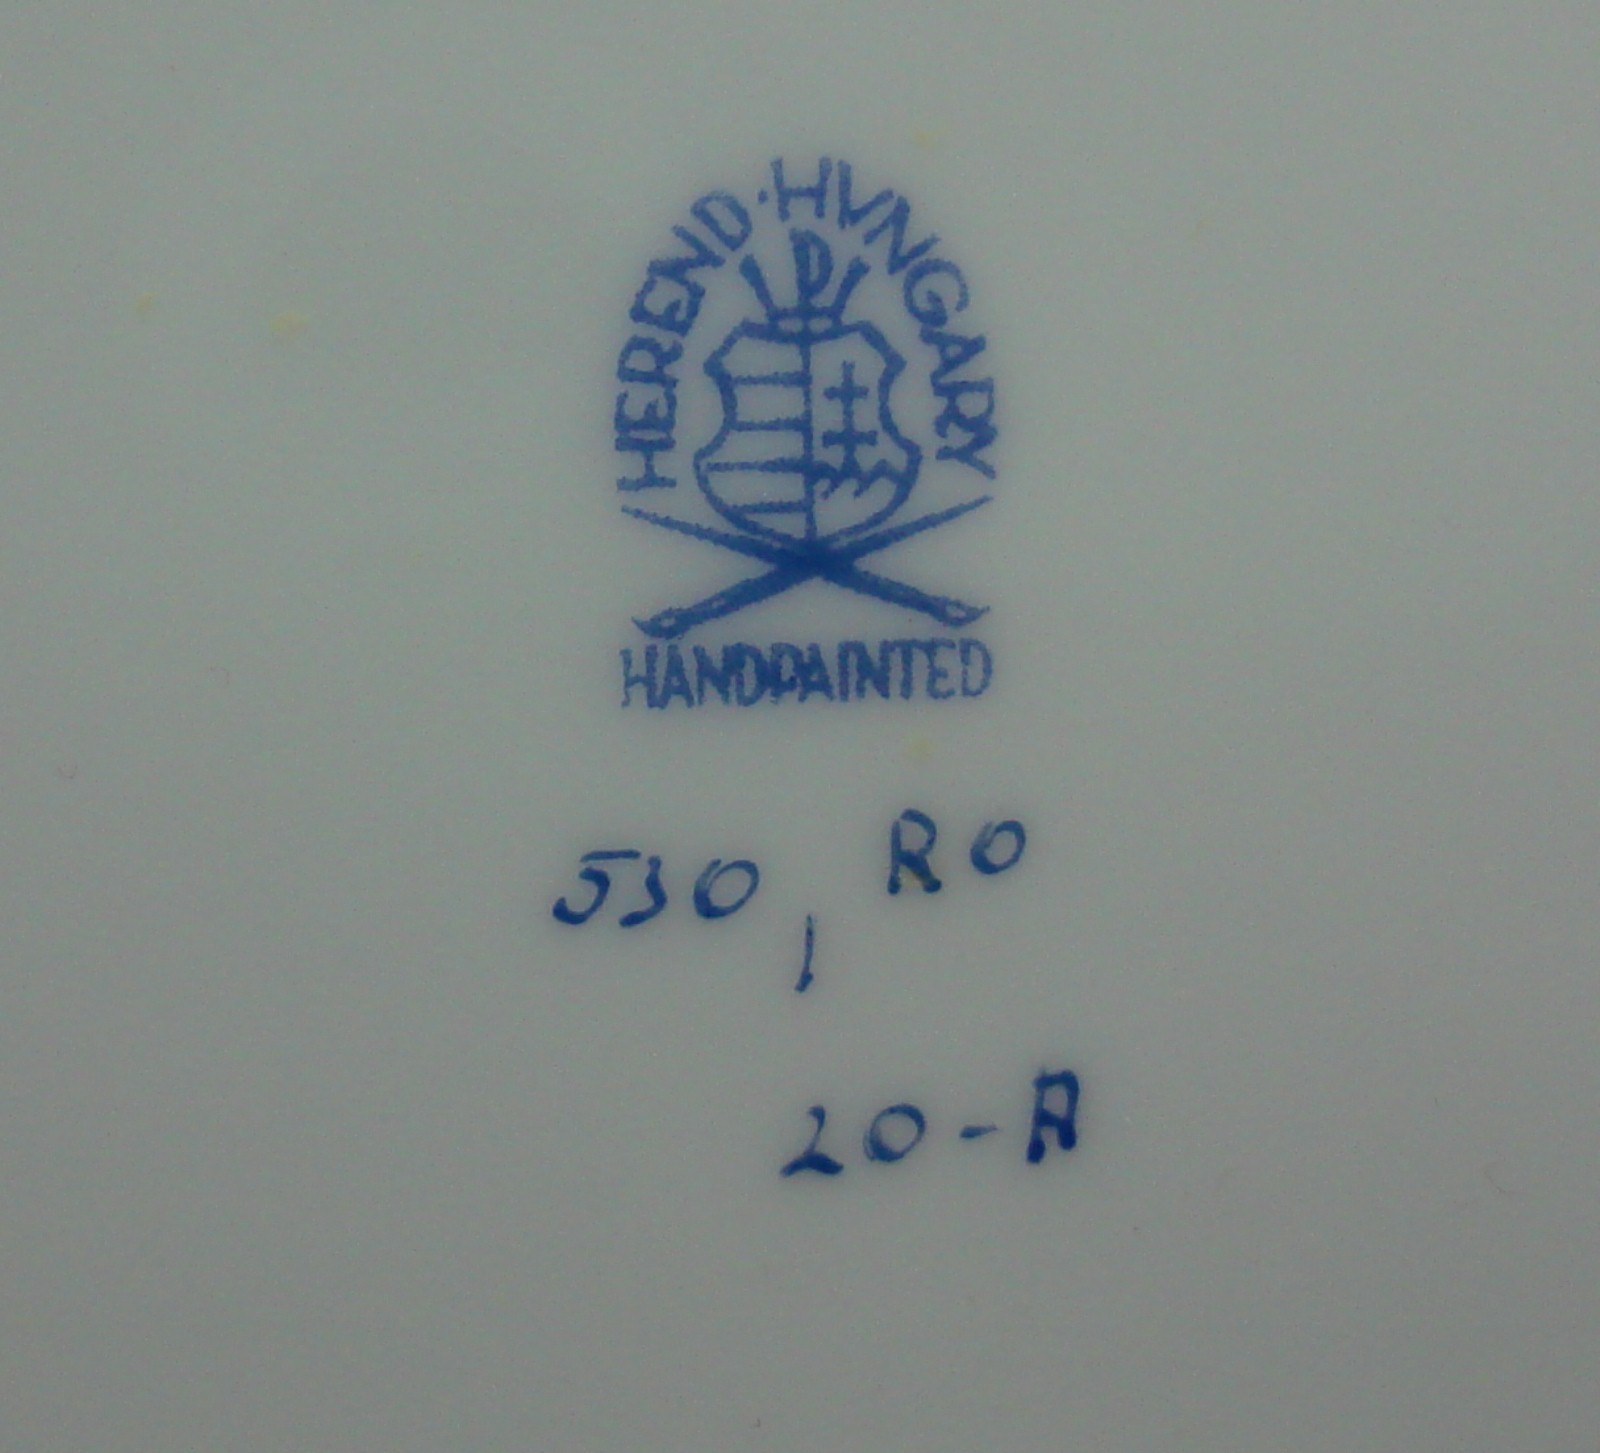 HEREND·HVNGARY
HANDPAINTED
530, RO
1
20-A